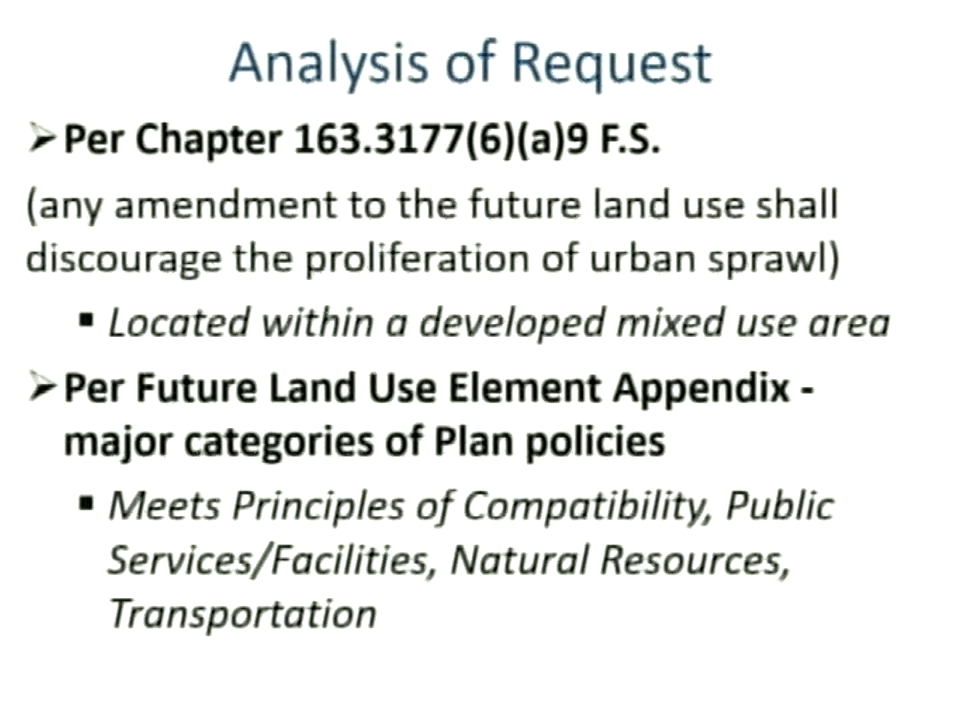 Analysis of Request
➢Per Chapter 163.3177(6)(a)9 F.S.
(any amendment to the future land use shall
discourage the proliferation of urban sprawl)
▪ Located within a developed mixed use area
➢Per Future Land Use Element Appendix -
major categories of Plan policies
▪ Meets Principles of Compatibility, Public
Services/Facilities, Natural Resources,
Transportation